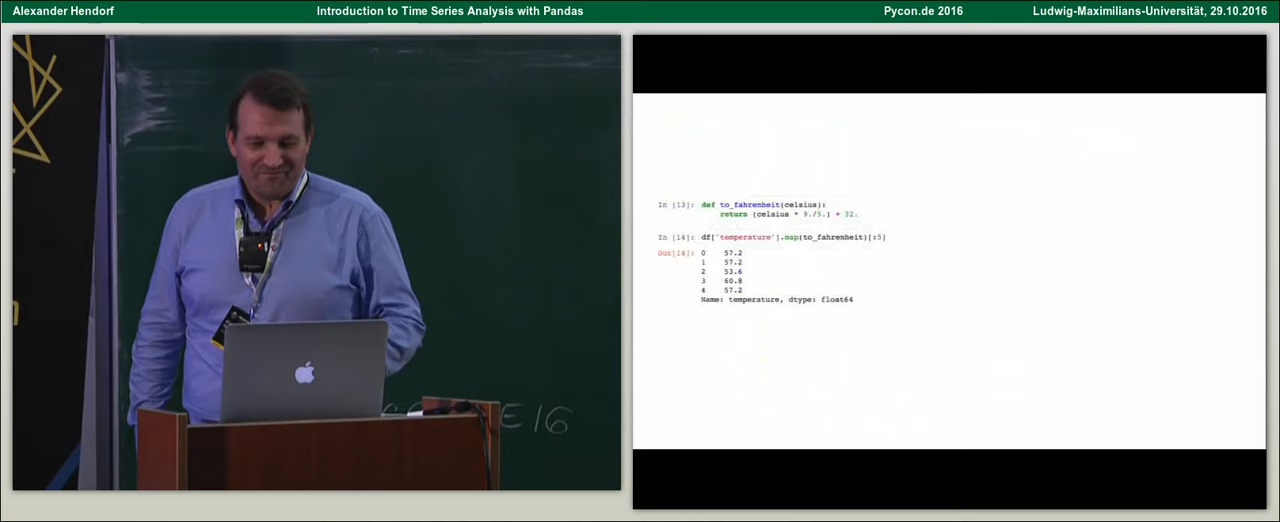 Alexander Hendorf Introduction to Time Series Analysis with Pandas Pycon.de 2016 Ludwig-Maximilians-Universität, 29.10.2016
In [13]: def to_fahrenheit(celsius):
return (celsius * 9./5.) + 32.
In [14]: df['temperature'].map(to_fahrenheit)[:5]
Out[14]: 0 57.2
1 57.2
2 53.6
3 60.8
4 57.2
Name: temperature, dtype: float64
E16